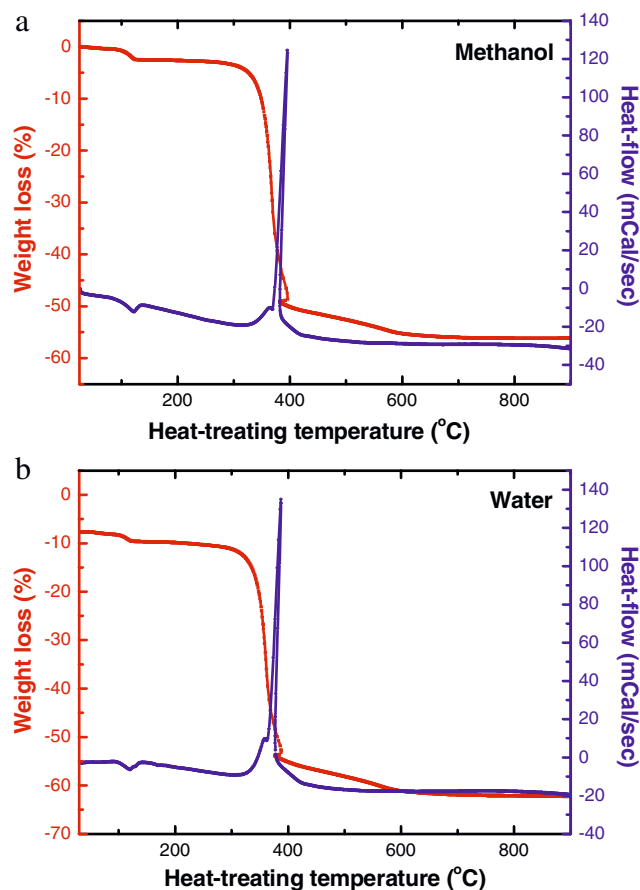 a
Methanol
0
-10
-20
-30
-40
-50
-60
Weight loss (%)
140
120
100
80
60
40
20
0
-20
-40
Heat-flow (mCal/sec)
200 400 600 800
Heat-treating temperature (°C)
b
Water
0
-10
-20
-30
-40
-50
-60
-70
Weight loss (%)
140
120
100
80
60
40
20
0
-20
-40
Heat-flow (mCal/sec)
200 400 600 800
Heat-treating temperature (°C)